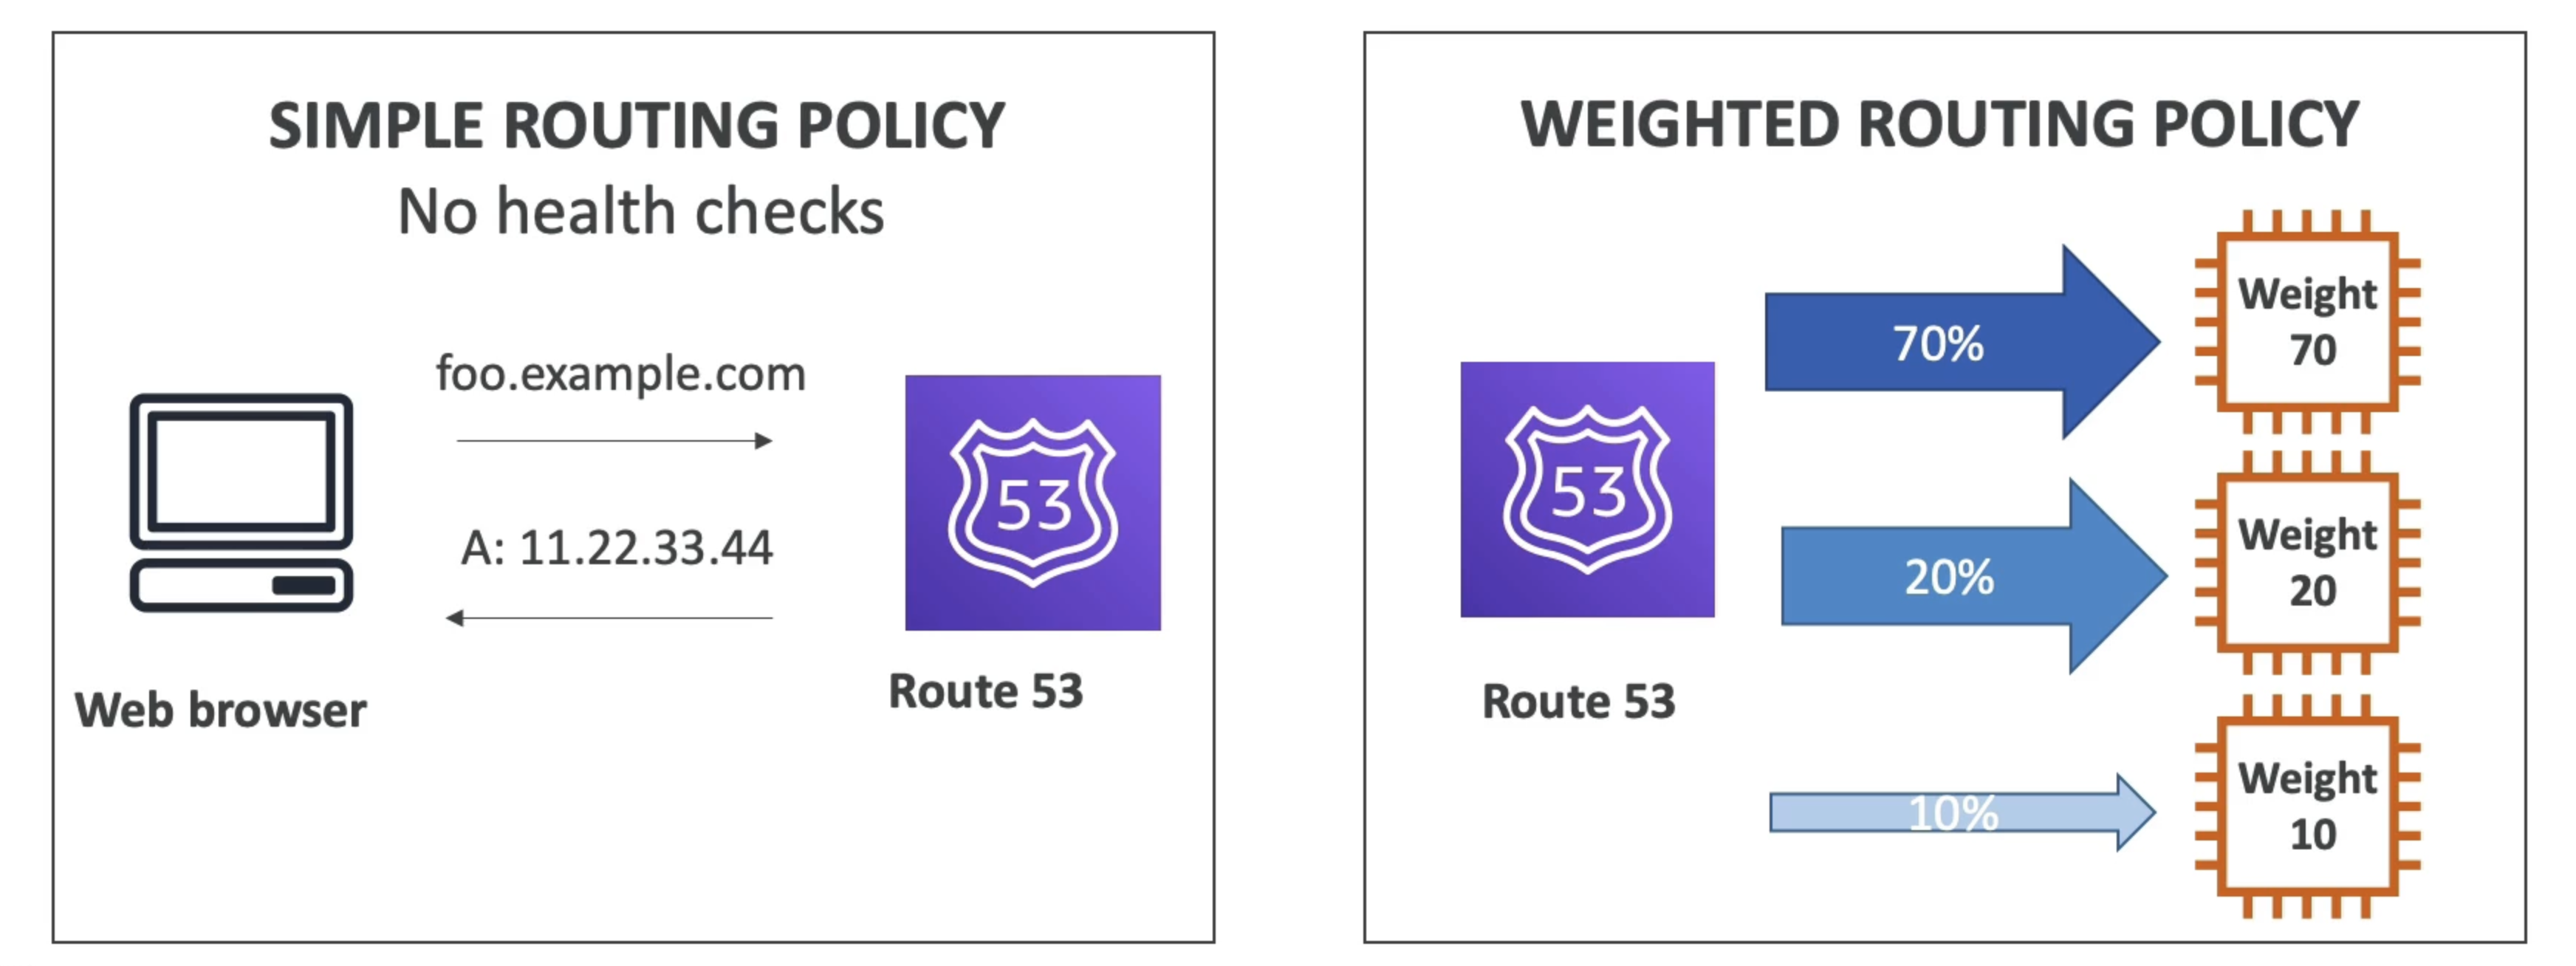 SIMPLE ROUTING POLICY
No health checks
foo.example.com
A: 11.22.33.44
53
Web browser
Route 53
WEIGHTED ROUTING POLICY
53
Route 53
70%
Weight
70
20%
Weight
20
10%
Weight
10